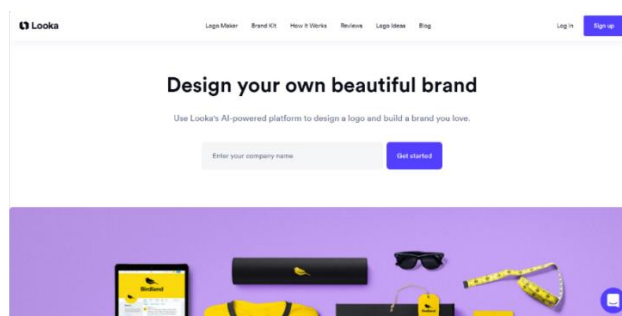 Looka
Logo Maker Brand Kit How It Works Reviews Logo Ideas Blog Log in Sign up
Design your own beautiful brand
Use Looka's AI-powered platform to design a logo and build a brand you love.
Enter your company name Get started
Birdland